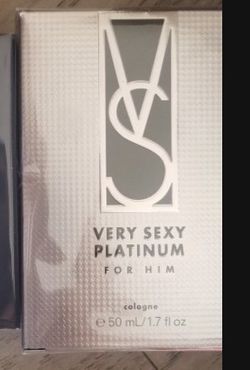 VS
VERY SEXY
PLATINUM
FOR HIM
cologne
℮ 50 mL/1.7 fl oz